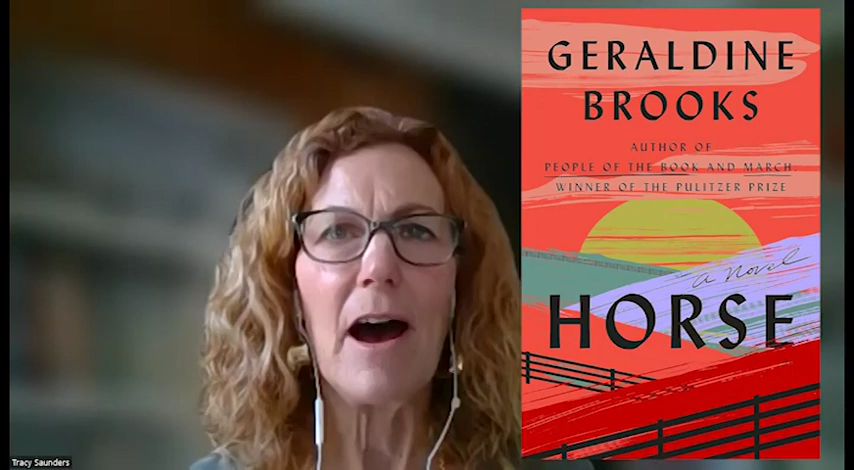 GERALDINE
BROOKS
AUTHOR OF
PEOPLE OF THE BOOK AND MARCH,
WINNER OF THE PULITZER PRIZE
a Novel
HORSE
Tracy Saunders